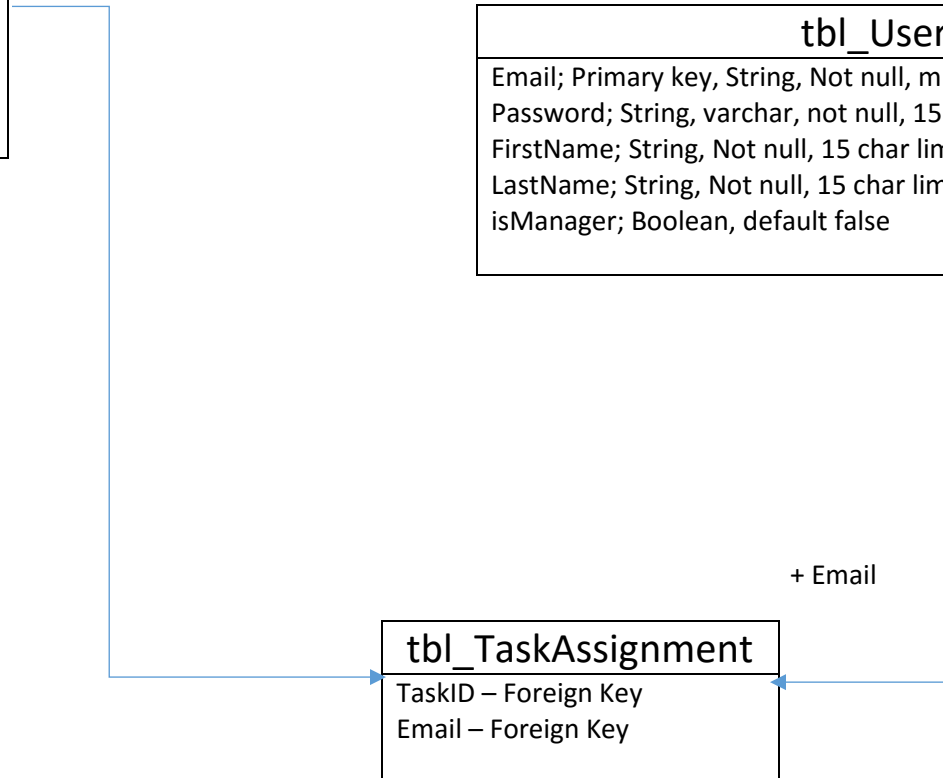 tbl_User
Email; Primary key, String, Not null, m
Password; String, varchar, not null, 15
FirstName; String, Not null, 15 char lim
LastName; String, Not null, 15 char lim
isManager; Boolean, default false
+ Email
tbl_TaskAssignment
TaskID – Foreign Key
Email – Foreign Key